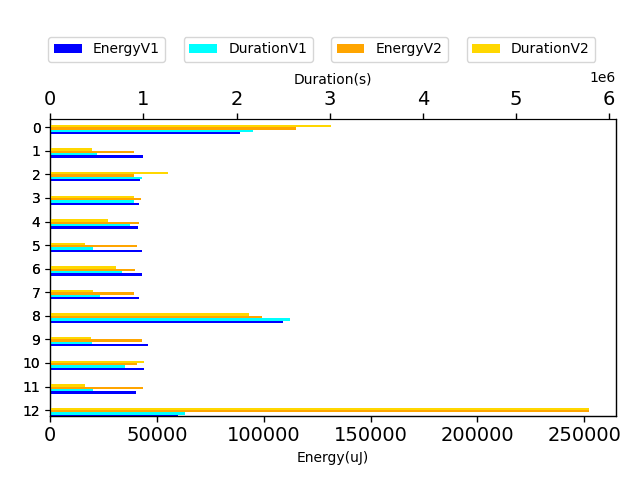 EnergyV1 DurationV1 EnergyV2 DurationV2
Duration(s)
1e6
0 1 2 3 4 5 6
0
1
2
3
4
5
6
7
8
9
10
11
12
0 50000 100000 150000 200000 250000
Energy(uJ)